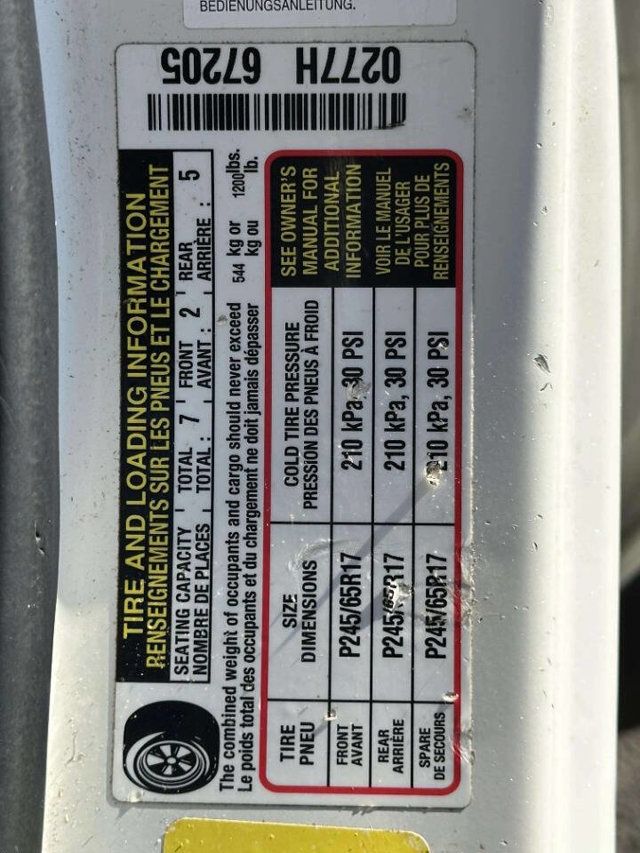 BEDIENUNGSANLEITUNG.
0277H 67205
TIRE AND LOADING INFORMATION
RENSEIGNEMENTS SUR LES PNEUS ET LE CHARGEMENT
SEATING CAPACITY TOTAL 7 FRONT 2 REAR 5
NOMBRE DE PLACES TOTAL : AVANT : ARRIÈRE :
The combined weight of occupants and cargo should never exceed 544 kg or 1200 lbs.
Le poids total des occupants et du chargement ne doit jamais dépasser kg ou lb.
TIRE SIZE COLD TIRE PRESSURE
PNEU DIMENSIONS PRESSION DES PNEUS À FROID
FRONT P245/65R17 210 kPa, 30 PSI
AVANT
REAR P245/65R17 210 kPa, 30 PSI
ARRIÈRE
SPARE P245/65R17 210 kPa, 30 PSI
DE SECOURS
SEE OWNER'S
MANUAL FOR
ADDITIONAL
INFORMATION
VOIR LE MANUEL
DE L'USAGER
POUR PLUS DE
RENSEIGNEMENTS